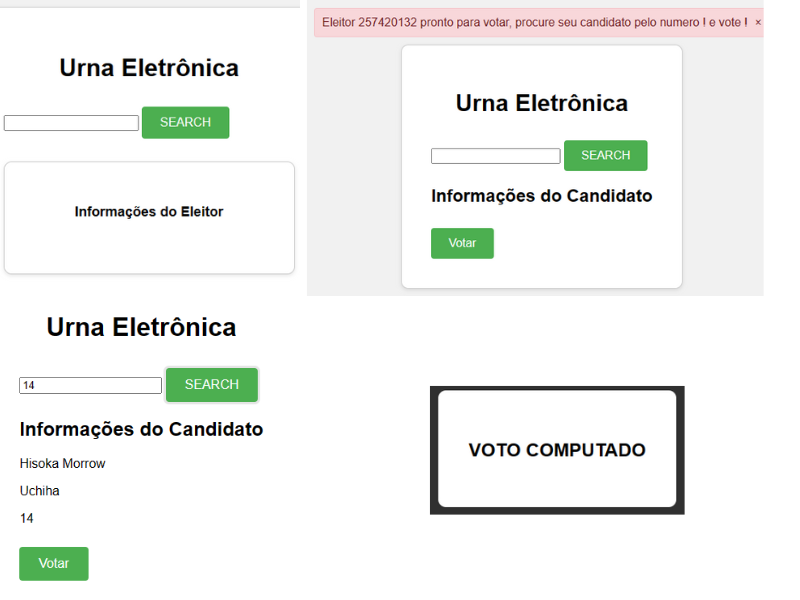 Urna Eletrônica
SEARCH
Informações do Eleitor
Eleitor 257420132 pronto para votar, procure seu candidato pelo numero ! e vote ! ×
Urna Eletrônica
SEARCH
Informações do Candidato
Votar
Urna Eletrônica
14 SEARCH
Informações do Candidato
Hisoka Morrow
Uchiha
14
Votar
VOTO COMPUTADO